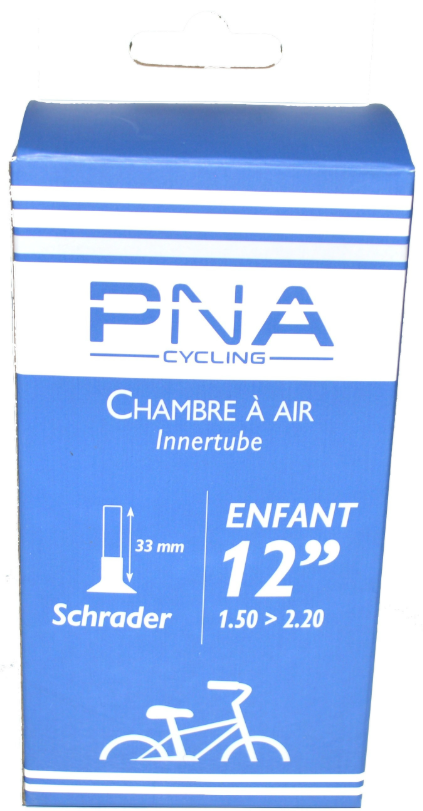 PNA
CYCLING
CHAMBRE À AIR
Innertube
33 mm
Schrader
ENFANT
12”
1.50 > 2.20